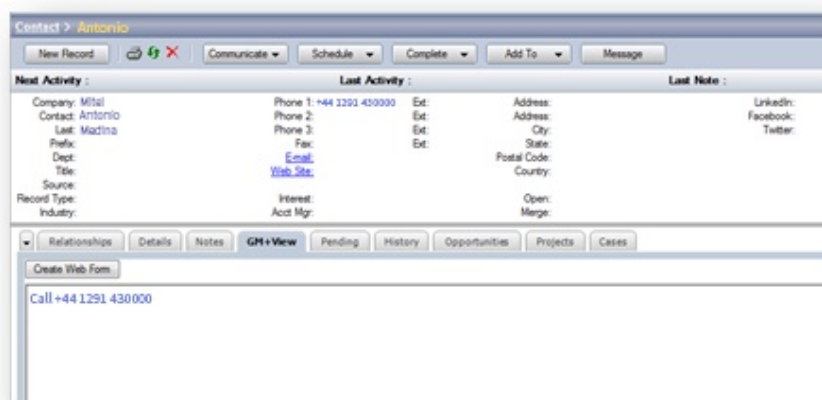 Contact > Antonio
New Record Communicate Schedule Complete Add To Message
Next Activity : Last Activity : Last Note :
Company: Mitel Phone 1: +44 1291 430000 Ext: Address: LinkedIn:
Contact: Antonio Phone 2: Ext: Address: Facebook:
Last: Madina Phone 3: Ext: City: Twitter:
Prefix: Fax: Ext: State:
Dept: E-mail: Postal Code:
Title: Web Site: Country:
Source:
Record Type: Interest: Open:
Industry: Acct Mgr: Merge:
Relationships Details Notes GM+View Pending History Opportunities Projects Cases
Create Web Form
Call +44 1291 430000